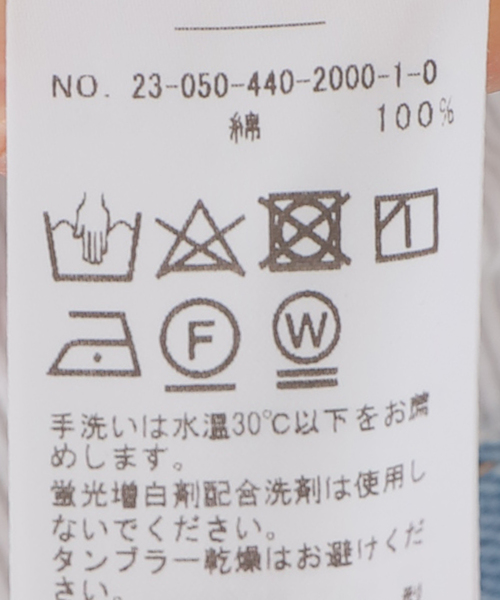 NO. 23-050-440-2000-1-0
綿 100%
F
W
手洗いは水温30℃以下をお薦
めします。
蛍光増白剤配合洗剤は使用し
ないでください。
タンブラー乾燥はお避けくだ
さい。